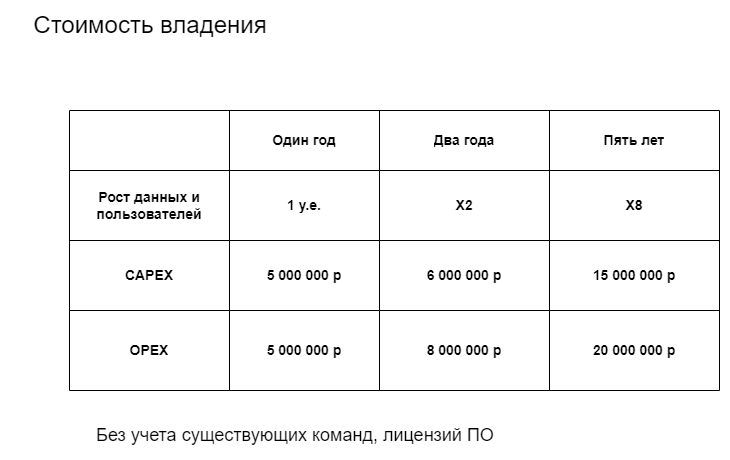 Стоимость владения
Один год
Два года
Пять лет
Рост данных и
пользователей
1 у.е.
X2
X8
CAPEX
5 000 000 р
6 000 000 р
15 000 000 р
OPEX
5 000 000 р
8 000 000 р
20 000 000 р
Без учета существующих команд, лицензий ПО